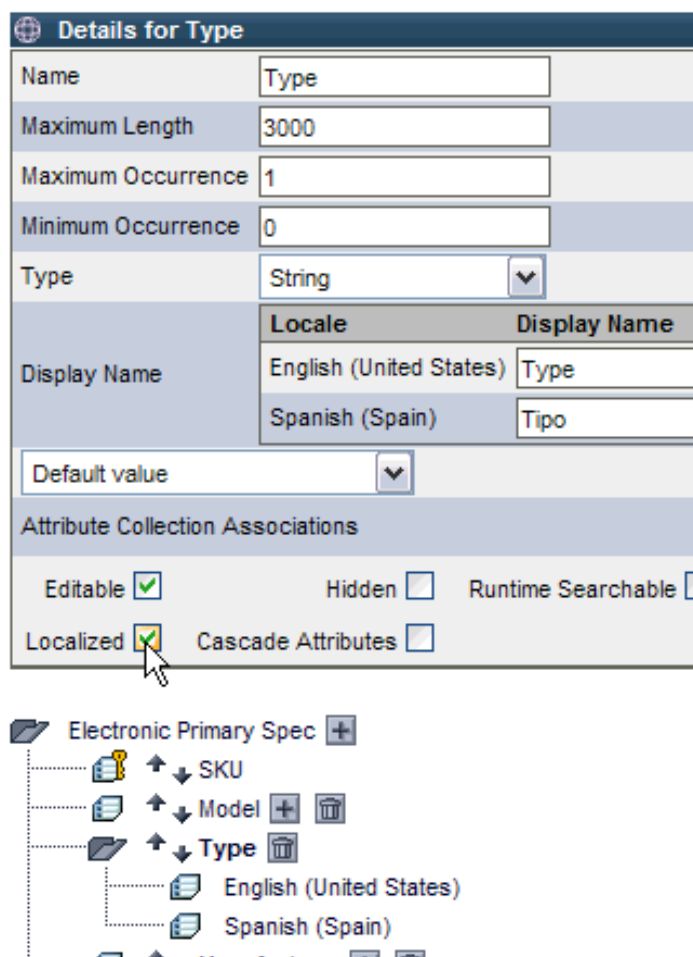 Details for Type
Name Type
Maximum Length 3000
Maximum Occurrence 1
Minimum Occurrence 0
Type String
Locale Display Name
Display Name
English (United States) Type
Spanish (Spain) Tipo
Default value
Attribute Collection Associations
Editable Hidden Runtime Searchable
Localized Cascade Attributes
Electronic Primary Spec
SKU
Model
Type
English (United States)
Spanish (Spain)